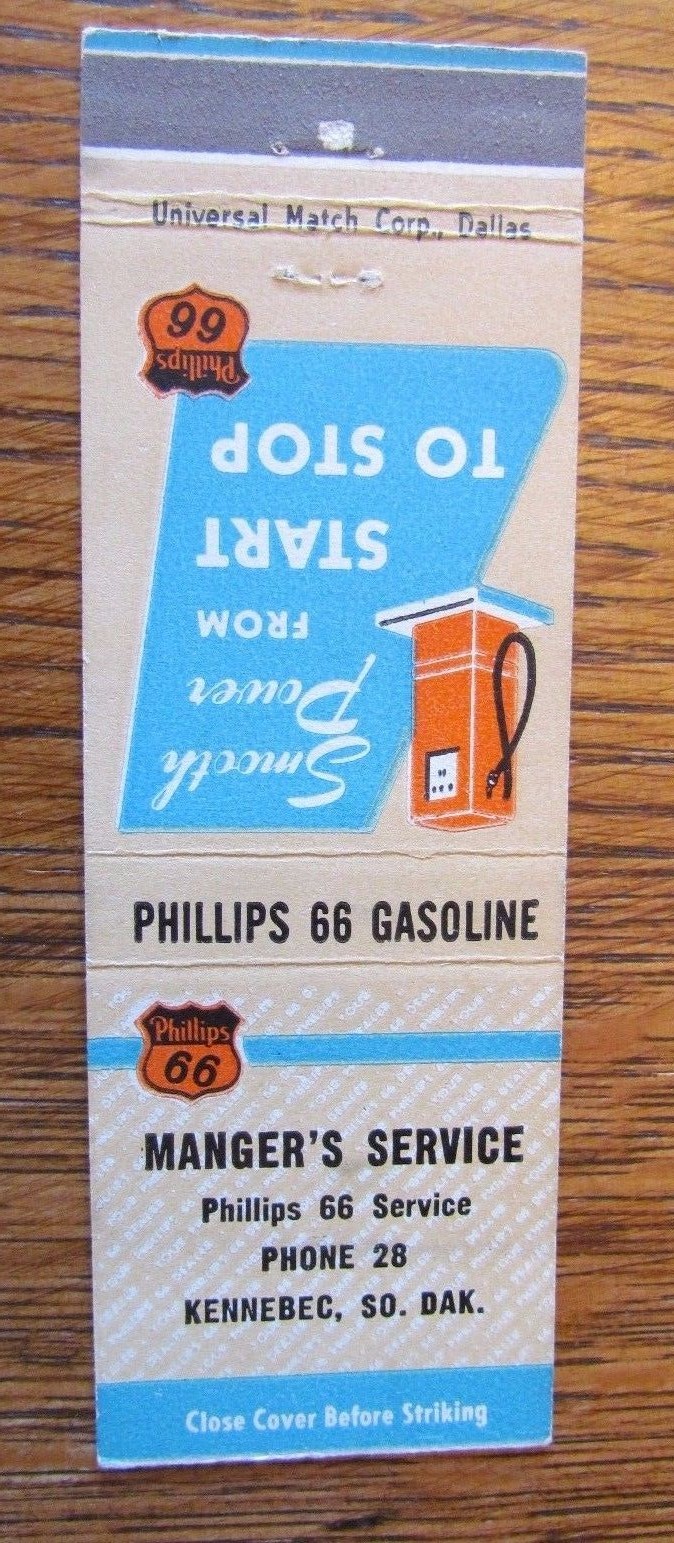 Universal Match Corp., Dallas
Smooth
Power
FROM
START
TO STOP
Phillips
66
PHILLIPS 66 GASOLINE
Phillips
66
MANGER'S SERVICE
Phillips 66 Service
PHONE 28
KENNEBEC, SO. DAK.
Close Cover Before Striking